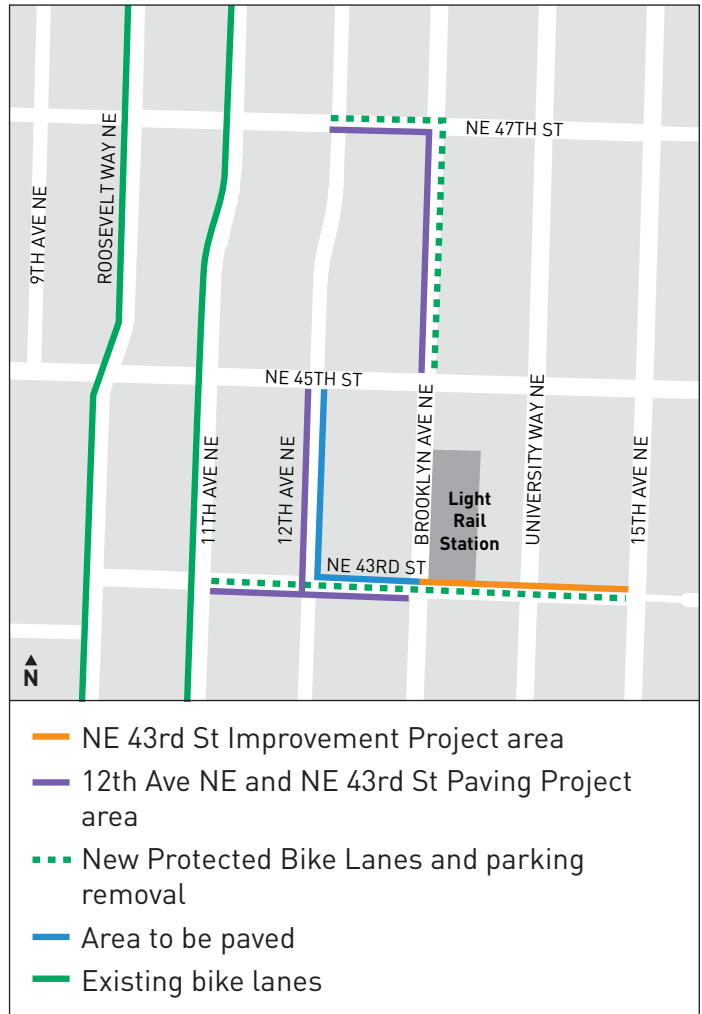 NE 47TH ST
ROOSEVELT WAY NE
9TH AVE NE
NE 45TH ST
11TH AVE NE
12TH AVE NE
BROOKLYN AVE NE
UNIVERSITY WAY NE
15TH AVE NE
Light
Rail
Station
NE 43RD ST
N
NE 43rd St Improvement Project area
12th Ave NE and NE 43rd St Paving Project
area
New Protected Bike Lanes and parking
removal
Area to be paved
Existing bike lanes